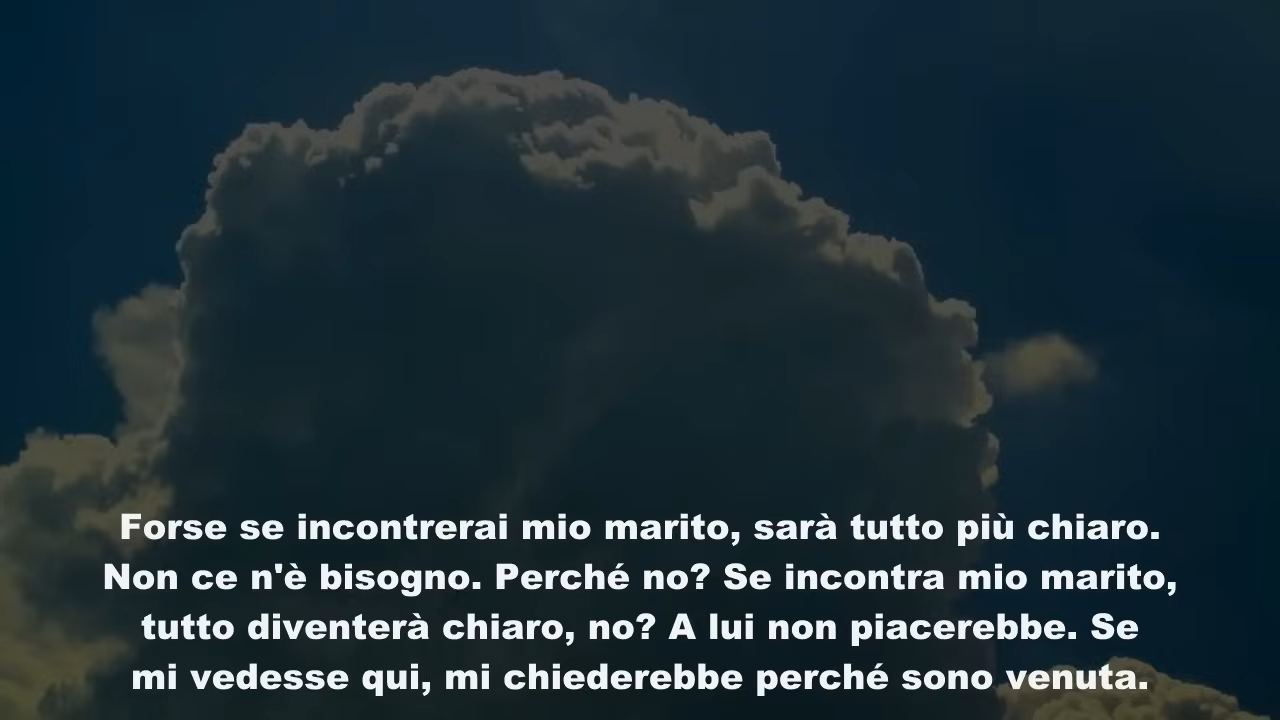 Forse se incontrerai mio marito, sarà tutto più chiaro.
Non ce n'è bisogno. Perché no? Se incontra mio marito,
tutto diventerà chiaro, no? A lui non piacerebbe. Se
mi vedesse qui, mi chiederebbe perché sono venuta.